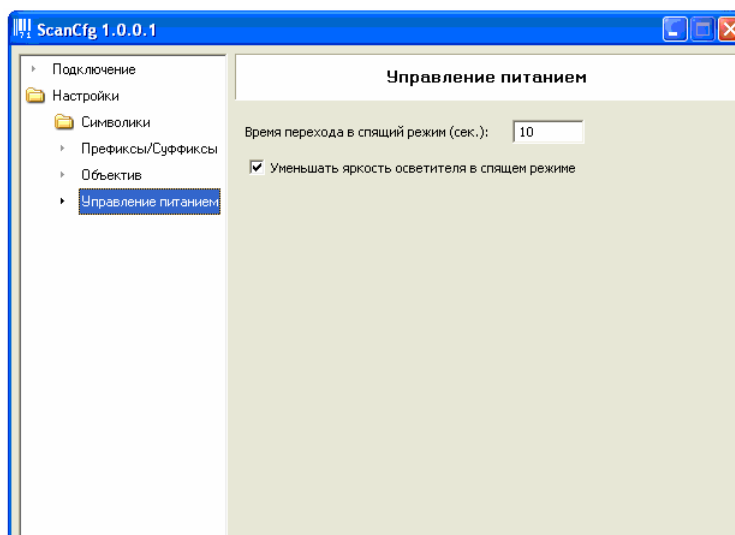 ScanCfg 1.0.0.1
Подключение
Настройки
Символики
Префиксы/Суффиксы
Объектив
Управление питанием
Управление питанием
Время перехода в спящий режим (сек.): 10
Уменьшать яркость осветителя в спящем режиме